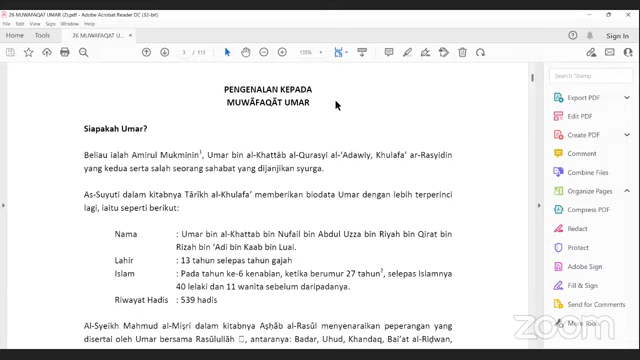 26.MUWAFAQAT UMAR (2).pdf - Adobe Acrobat Reader DC (32-bit)
File Edit View Sign Window Help
Home Tools 26.MUWAFAQAT U...
Sign In
3 / 113 135%
PENGENALAN KEPADA
MUWĀFAQĀT UMAR
Siapakah Umar?
Beliau ialah Amirul Mukminin1, Umar bin al-Khattāb al-Qurasyi al-'Adawiy, Khulafa' ar-Rasyidin
yang kedua serta salah seorang sahabat yang dijanjikan syurga.
As-Suyuti dalam kitabnya Tārīkh al-Khulafa' memberikan biodata Umar dengan lebih terperinci
lagi, iaitu seperti berikut:
Nama : Umar bin al-Khattab bin Nufail bin Abdul Uzza bin Riyah bin Qirat bin
Rizah bin 'Adi bin Kaab bin Luai.
Lahir : 13 tahun selepas tahun gajah
Islam : Pada tahun ke-6 kenabian, ketika berumur 27 tahun2, selepas Islamnya
40 lelaki dan 11 wanita sebelum daripadanya.
Riwayat Hadis : 539 hadis
Al-Syeikh Mahmud al-Miṣri dalam kitabnya Aṣḥāb al-Rasūl menyenaraikan peperangan yang
disertai oleh Umar bersama Rasūlullāh □, antaranya: Badar, Uhud, Khandaq, Bai'at al-Riḍwan,
Search 'Stamp'
Export PDF
Edit PDF
Create PDF
Comment
Combine Files
Organize Pages
Compress PDF
Redact
Protect
Adobe Sign
Fill & Sign
Send for Comments
More Tools
zoom